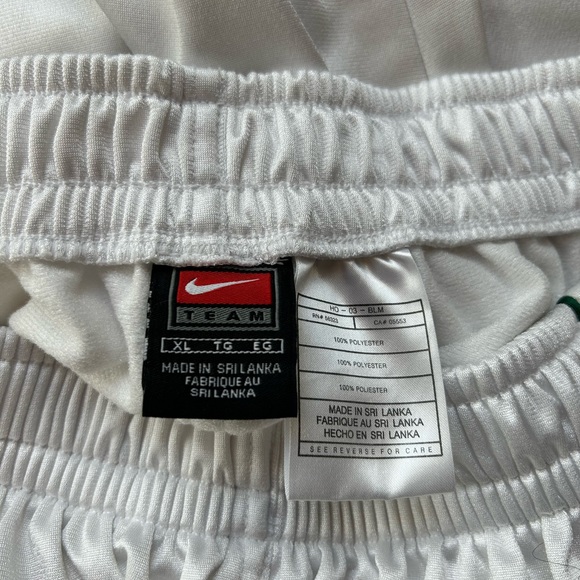 TEAM
XL TG EG
MADE IN SRI LANKA
FABRIQUE AU
SRI LANKA
HO - 03 - BLM
RN# 56323 CA# 05553
100% POLYESTER
100% POLYESTER
100% POLIESTER
MADE IN SRI LANKA
FABRIQUE AU SRI LANKA
HECHO EN SRI LANKA
SEE REVERSE FOR CARE